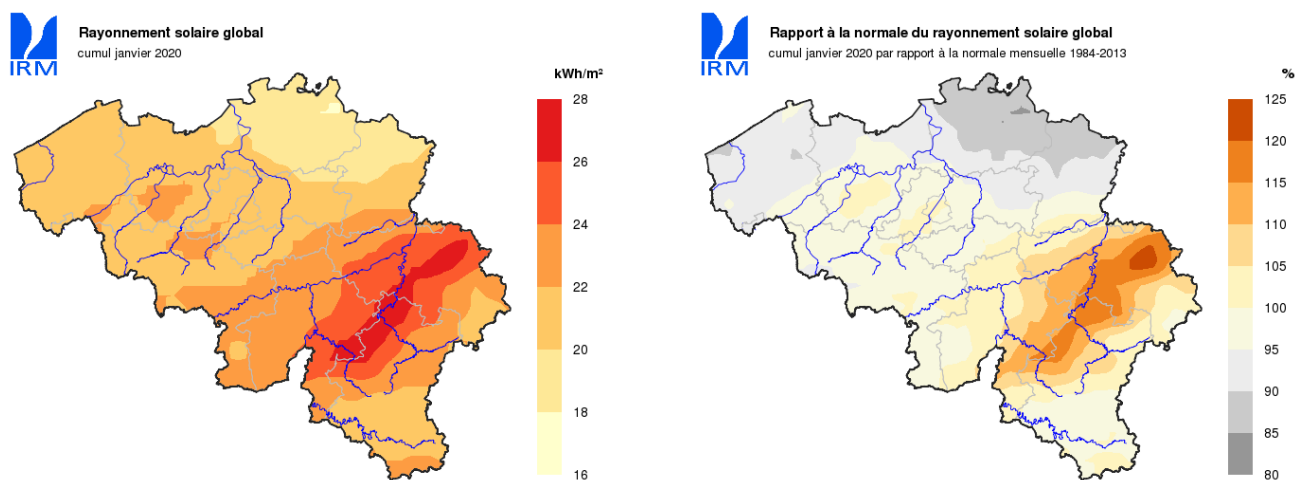 IRM
Rayonnement solaire global
cumul janvier 2020
kWh/m²
28
26
24
22
20
18
16
IRM
Rapport à la normale du rayonnement solaire global
cumul janvier 2020 par rapport à la normale mensuelle 1984-2013
%
125
120
115
110
105
100
95
90
85
80